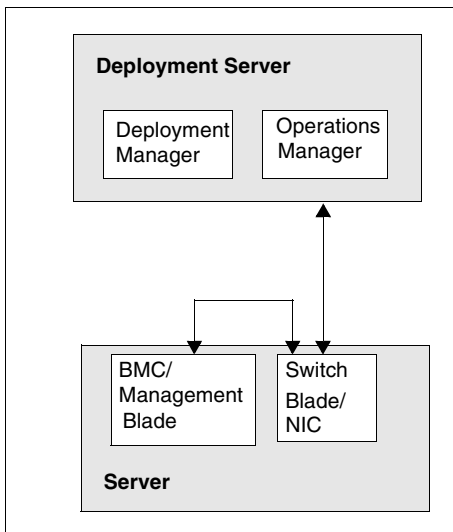 Deployment Server
Deployment
Manager
Operations
Manager
BMC/
Management
Blade
Switch
Blade/
NIC
Server